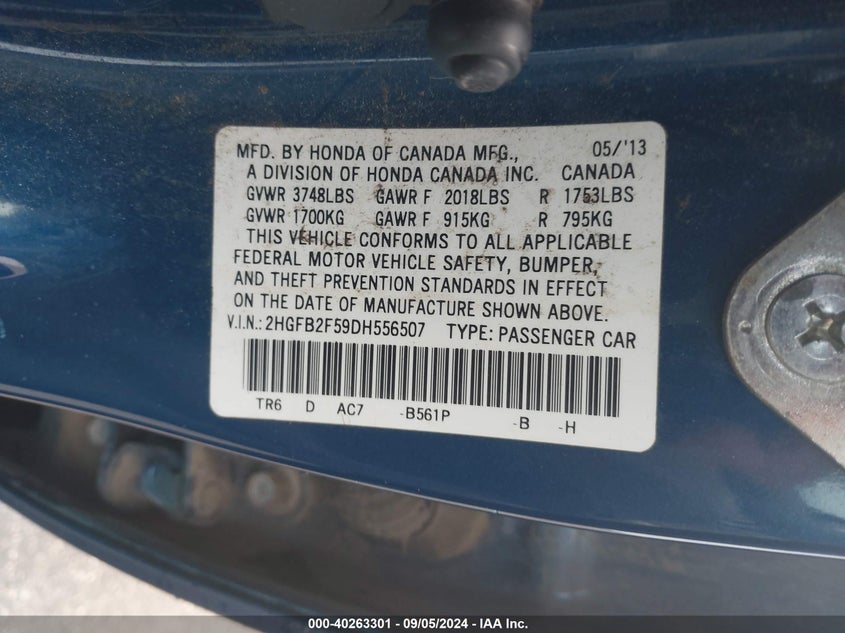 MFD. BY HONDA OF CANADA MFG., 05/'13
A DIVISION OF HONDA CANADA INC. CANADA
GVWR 3748LBS GAWR F 2018LBS R 1753LBS
GVWR 1700KG GAWR F 915KG R 795KG
THIS VEHICLE CONFORMS TO ALL APPLICABLE
FEDERAL MOTOR VEHICLE SAFETY, BUMPER,
AND THEFT PREVENTION STANDARDS IN EFFECT
ON THE DATE OF MANUFACTURE SHOWN ABOVE.
V.I.N.: 2HGFB2F59DH556507 TYPE: PASSENGER CAR
TR6 D AC7 -B561P -B -H
000-40263301 - 09/05/2024 - IAA Inc.